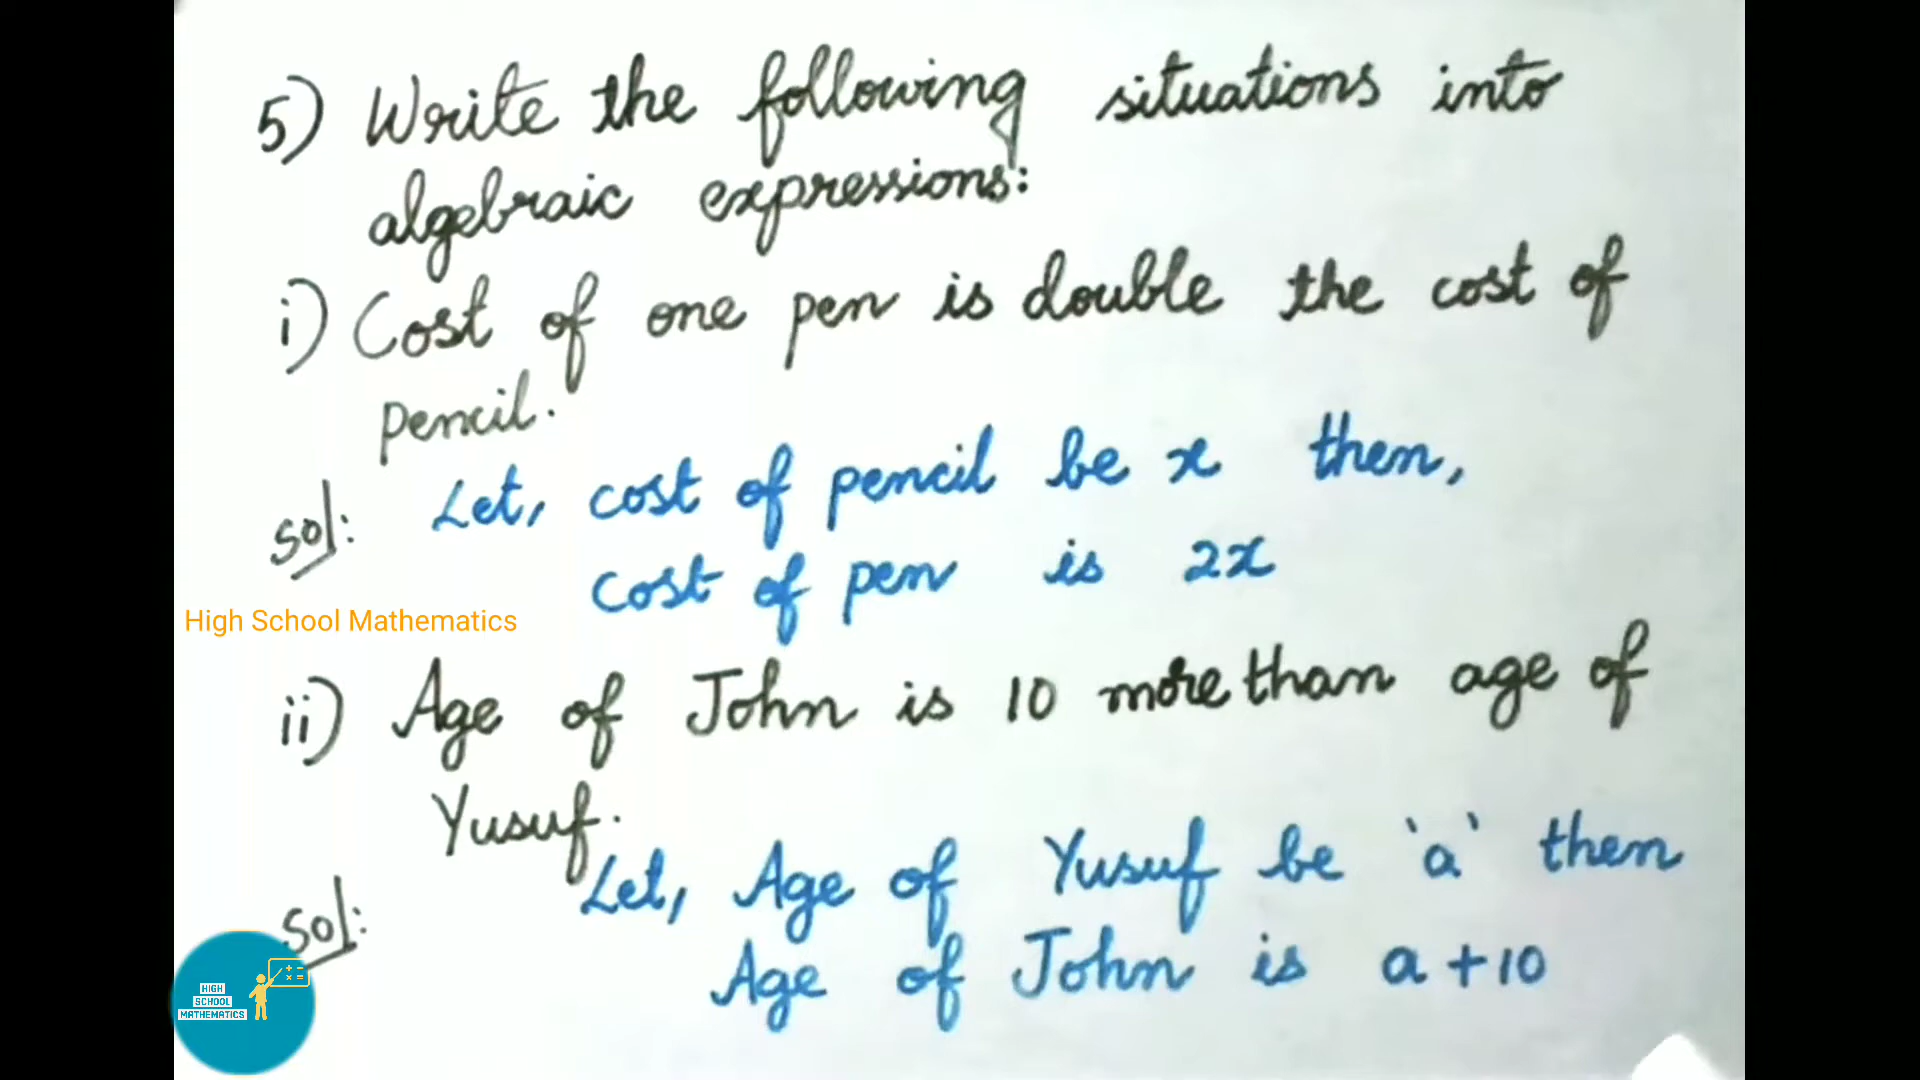 5) Write the following situations into
algebraic expressions:
i) Cost of one pen is double the cost of
pencil.
sol: Let, cost of pencil be x then,
cost of pen is 2x
High School Mathematics
ii) Age of John is 10 more than age of
Yusuf.
sol: Let, Age of Yusuf be 'a' then
Age of John is a+10
HIGH
SCHOOL
MATHEMATICS